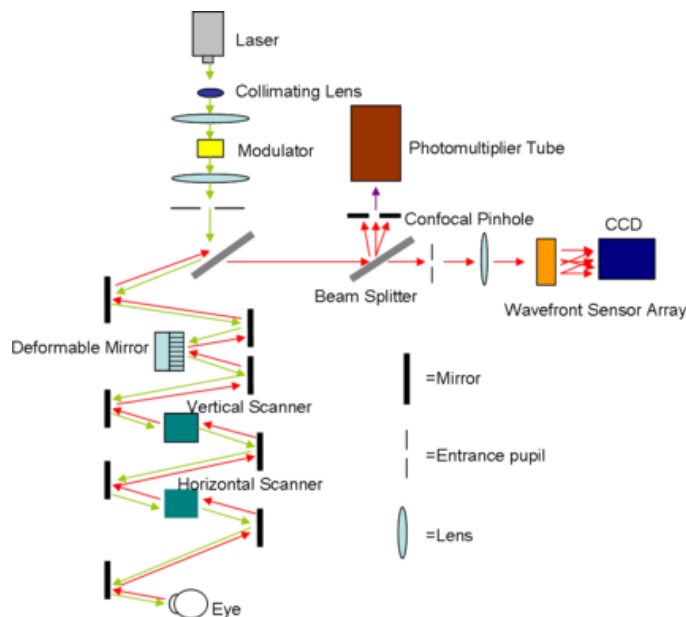 Laser
Collimating Lens
Modulator
Photomultiplier Tube
Confocal Pinhole
CCD
Beam Splitter
Wavefront Sensor Array
Deformable Mirror
=Mirror
Vertical Scanner
=Entrance pupil
Horizontal Scanner
=Lens
Eye